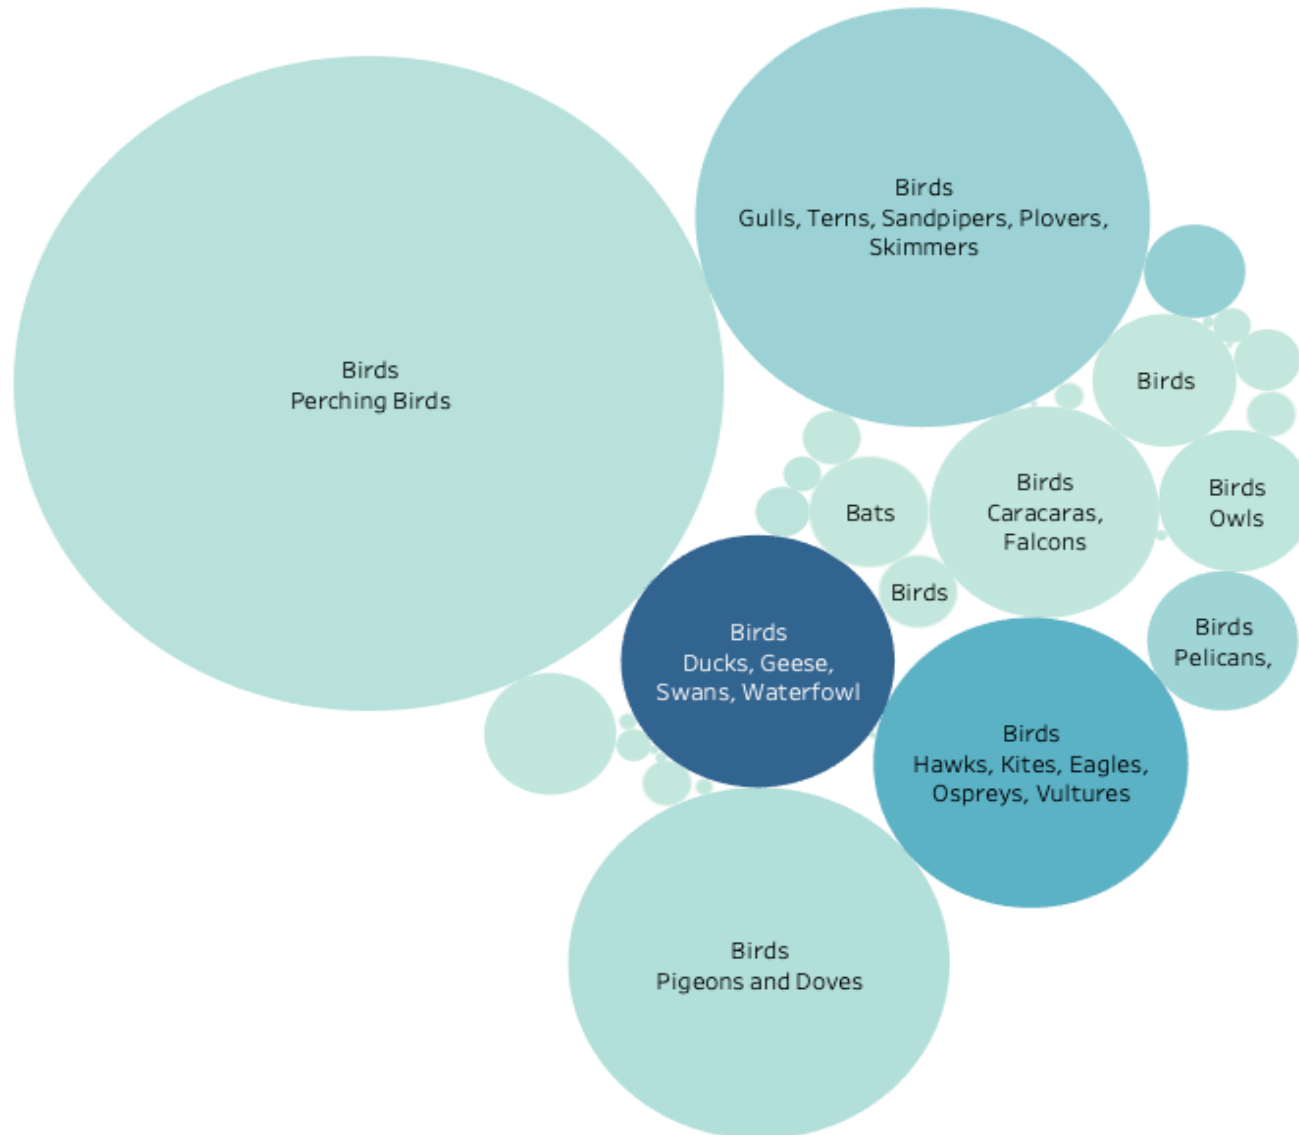 Birds
Gulls, Terns, Sandpipers, Plovers,
Skimmers
Birds
Perching Birds
Birds
Birds
Caracaras,
Falcons
Birds
Owls
Bats
Birds
Birds
Pelicans,
Birds
Ducks, Geese,
Swans, Waterfowl
Birds
Hawks, Kites, Eagles,
Ospreys, Vultures
Birds
Pigeons and Doves